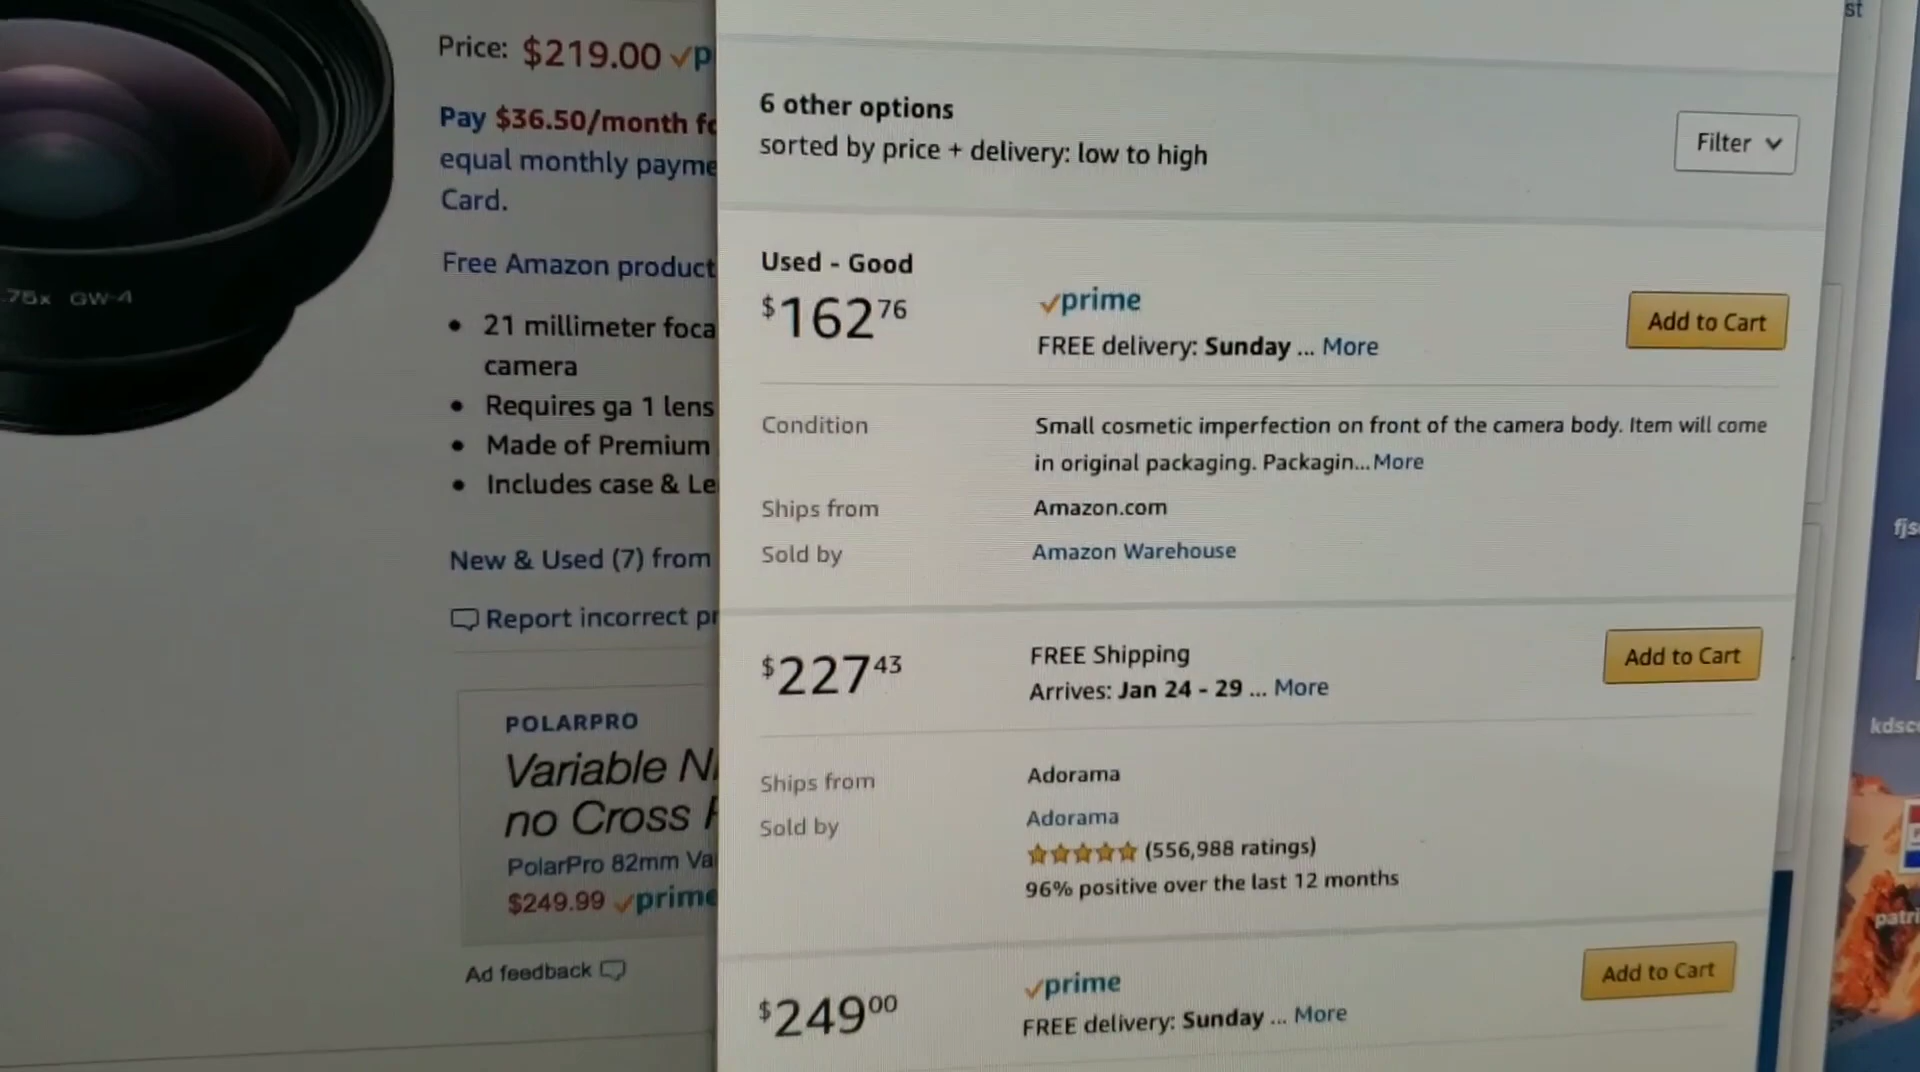 Price: $219.00
Pay $36.50/month
equal monthly
Card.
Free Amazon product
• 21 millimeter
camera
• Requires ga 1 lens
• Made of Premium
• Includes case &
New & Used (7) from
Report incorrect
POLARPRO
Variable
no Cross
PolarPro 82mm
$249.99 prime
Ad feedback
.75x GW-4
6 other options
sorted by price + delivery: low to high
Filter
Used - Good
$162 76
prime
FREE delivery: Sunday ... More
Add to Cart
Condition
Small cosmetic imperfection on front of the camera body. Item will come
in original packaging. Packagin... More
Ships from
Amazon.com
Sold by
Amazon Warehouse
$227 43
FREE Shipping
Arrives: Jan 24 - 29 ... More
Add to Cart
Ships from
Adorama
Sold by
Adorama
(556,988 ratings)
96% positive over the last 12 months
$249 00
prime
FREE delivery: Sunday ... More
Add to Cart